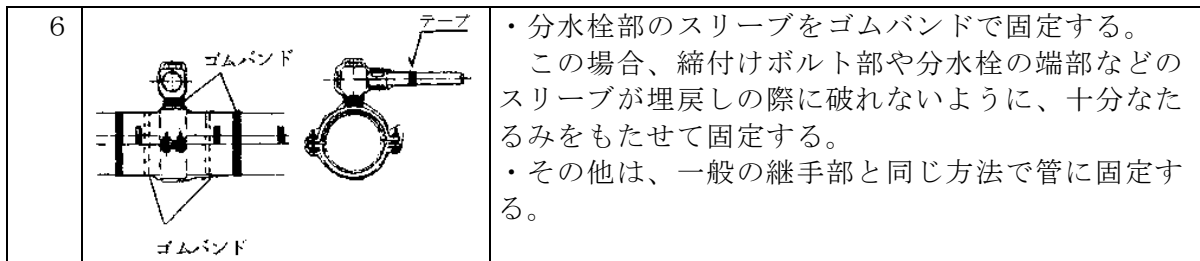 6
テープ
ゴムバンド
ゴムバンド
・分水栓部のスリーブをゴムバンドで固定する。
この場合、締付けボルト部や分水栓の端部などの
スリーブが埋戻しの際に破れないように、十分なた
るみをもたせて固定する。
・その他は、一般の継手部と同じ方法で管に固定す
る。